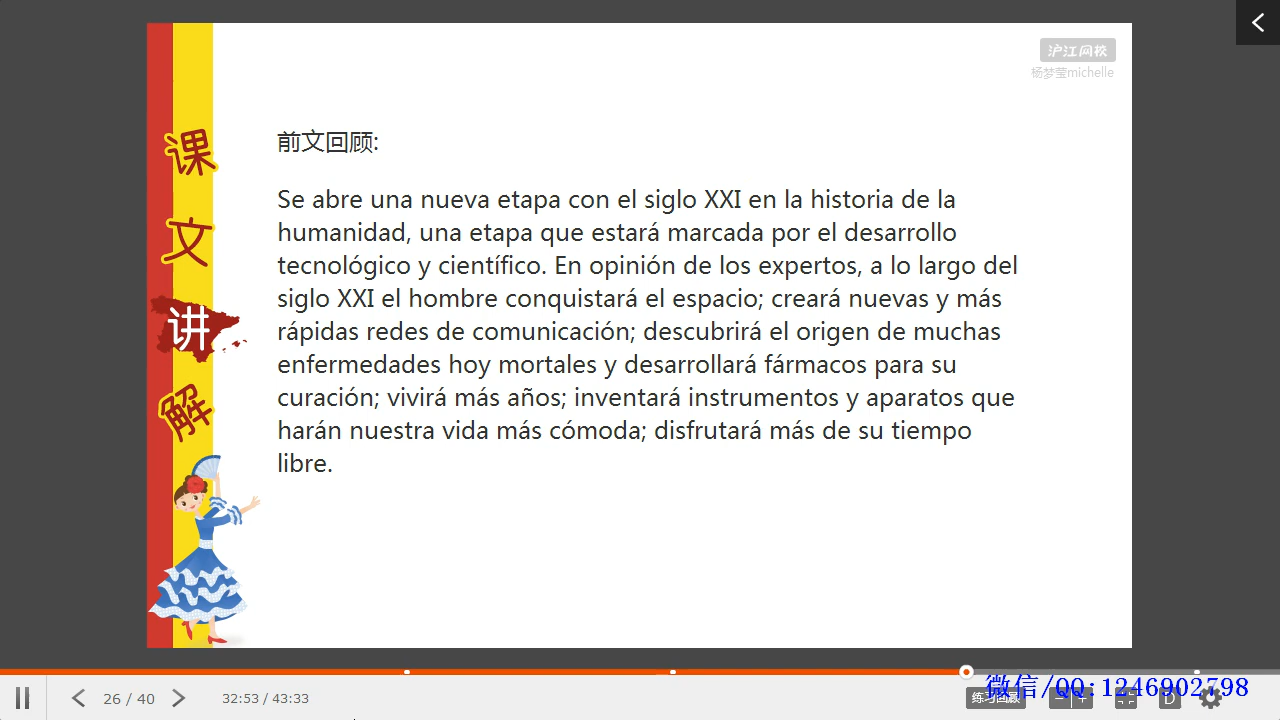 沪江网校
杨梦莹michelle
课
文
讲
解
前文回顾:
Se abre una nueva etapa con el siglo XXI en la historia de la
humanidad, una etapa que estará marcada por el desarrollo
tecnológico y científico. En opinión de los expertos, a lo largo del
siglo XXI el hombre conquistará el espacio; creará nuevas y más
rápidas redes de comunicación; descubrirá el origen de muchas
enfermedades hoy mortales y desarrollará fármacos para su
curación; vivirá más años; inventará instrumentos y aparatos que
harán nuestra vida más cómoda; disfrutará más de su tiempo
libre.
26 / 40
32:53 / 43:33
练习回顾
微信/QQ:1246902798
D